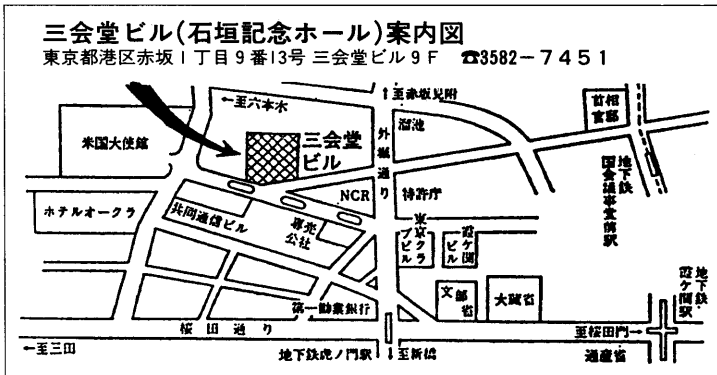 三会堂ビル(石垣記念ホール)案内図
東京都港区赤坂1丁目9番13号 三会堂ビル9F ☎3582-7451
←至六本木
↑至赤坂見附
首相
官邸
溜池
外堀通り
米国大使館
三会堂
ビル
地下鉄
国会議事堂前駅
NCR
特許庁
ホテルオークラ
共同通信ビル
専売
公社
東京クラ
ブビル
霞ケ関
ビル
文部
省
大蔵省
地下鉄・
霞ケ関駅
第一勧業銀行
桜田通り
至桜田門→
←至三田
地下鉄虎ノ門駅
↓至新橋
通産省